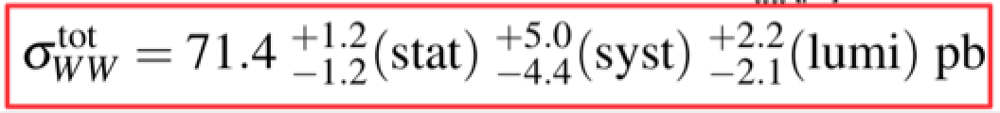 σ_{WW}^{tot} = 71.4 ^{+1.2}_{−1.2}(stat) ^{+5.0}_{−4.4}(syst) ^{+2.2}_{−2.1}(lumi) pb